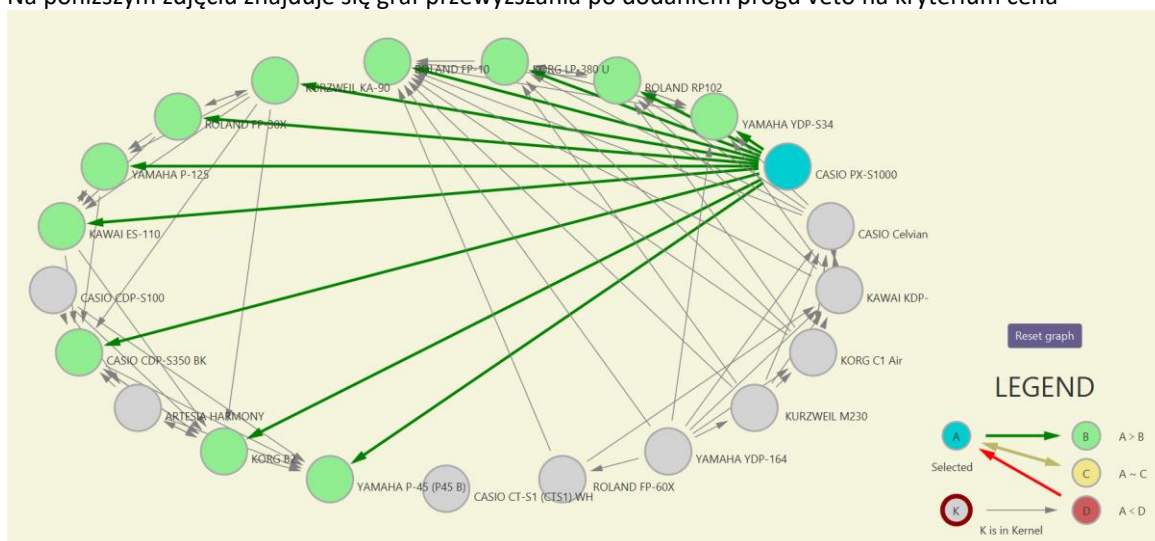 Na poniższym zdjęciu znajduje się graf przewyższania po dodaniem progu veto na kryterium cena
ROLAND FP-10
KORG LP-380 U
KURZWEIL KA-90
ROLAND RP102
YAMAHA YDP-S34
ROLAND FP-30X
YAMAHA P-125
CASIO PX-S1000
KAWAI ES-110
CASIO Celvian
CASIO CDP-S100
KAWAI KDP-
Reset graph
CASIO CDP-S350 BK
KORG C1 Air
LEGEND
ARTESIA HARMONY
KURZWEIL M230
A
B
A > B
KORG B2
YAMAHA YDP-164
Selected
C
A ~ C
YAMAHA P-45 (P45 B)
CASIO CT-S1 (CTS1) WH
ROLAND FP-60X
K
D
A < D
K is in Kernel